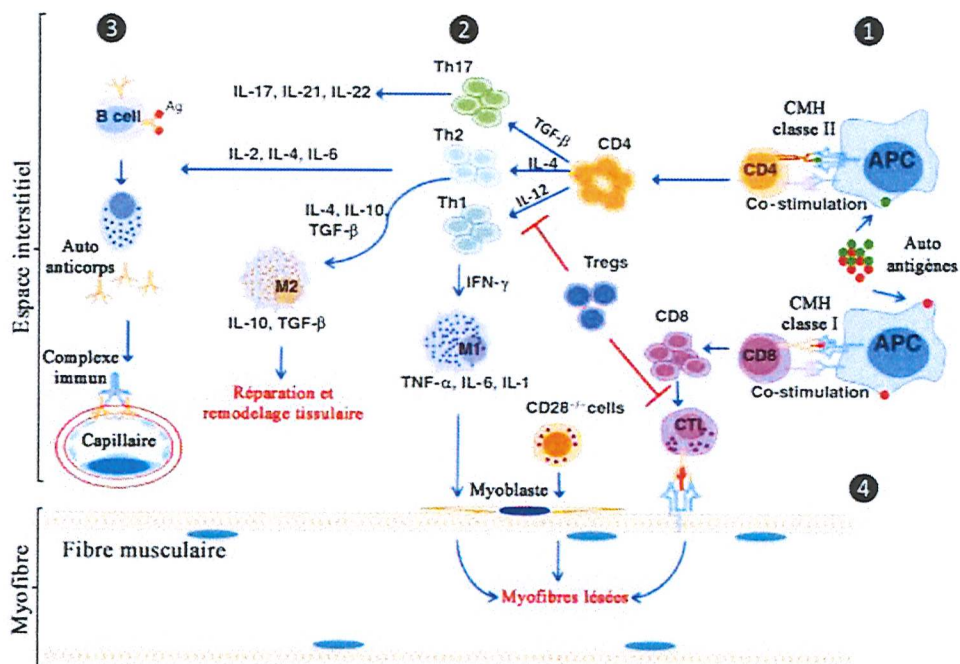 3
2
1
Th17
IL-17, IL-21, IL-22
Ag
B cell
TGF-β
CD4
Th2
IL-2, IL-4, IL-6
IL-4
IL-12
Th1
CMH
classe II
APC
CD4
Co-stimulation
IL-4, IL-10,
TGF-β
Auto
anticorps
M2
IL-10, TGF-β
IFN-γ
M1
TNF-α, IL-6, IL-1
Tregs
Auto
antigènes
CD8
CMH
classe I
APC
CD8
Co-stimulation
Complexe
immun
Réparation et
remodelage tissulaire
Capillaire
CD28-/- cells
CTL
4
Myoblaste
Fibre musculaire
Myofibres lésées
Espace interstitiel
Myofibre